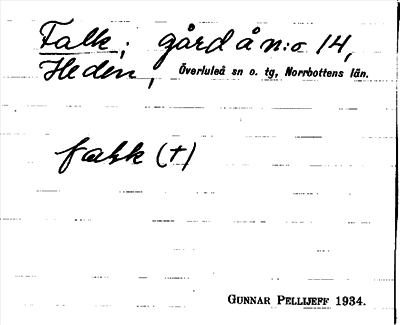 Falk; gård å n:o 14,
Heden, Överluleå sn o. tg, Norrbottens län.
falk (+)
GUNNAR PELLIJEFF 1934.